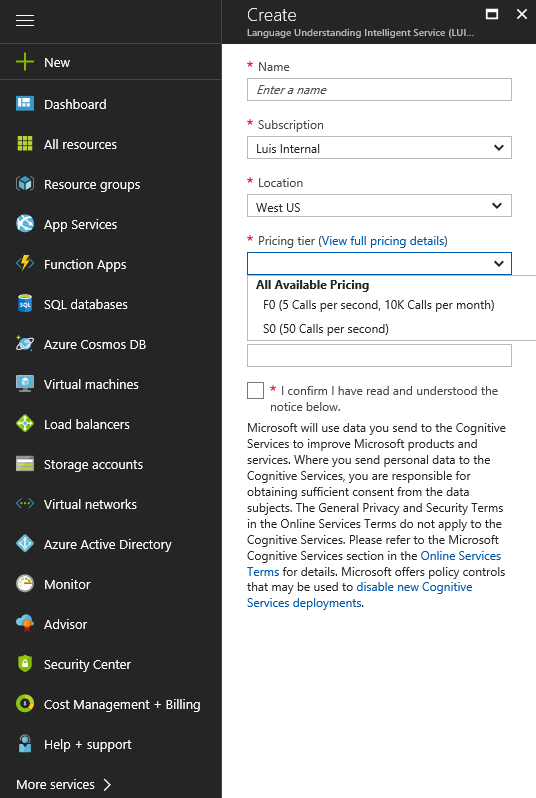 New
Dashboard
All resources
Resource groups
App Services
Function Apps
SQL databases
Azure Cosmos DB
Virtual machines
Load balancers
Storage accounts
Virtual networks
Azure Active Directory
Monitor
Advisor
Security Center
Cost Management + Billing
Help + support
More services
Create
Language Understanding Intelligent Service (LUI...
* Name
Enter a name
* Subscription
Luis Internal
* Location
West US
* Pricing tier (View full pricing details)
All Available Pricing
F0 (5 Calls per second, 10K Calls per month)
S0 (50 Calls per second)
* I confirm I have read and understood the
notice below.
Microsoft will use data you send to the Cognitive
Services to improve Microsoft products and
services. Where you send personal data to the
Cognitive Services, you are responsible for
obtaining sufficient consent from the data
subjects. The General Privacy and Security Terms
in the Online Services Terms do not apply to the
Cognitive Services. Please refer to the Microsoft
Cognitive Services section in the Online Services
Terms for details. Microsoft offers policy controls
that may be used to disable new Cognitive
Services deployments.